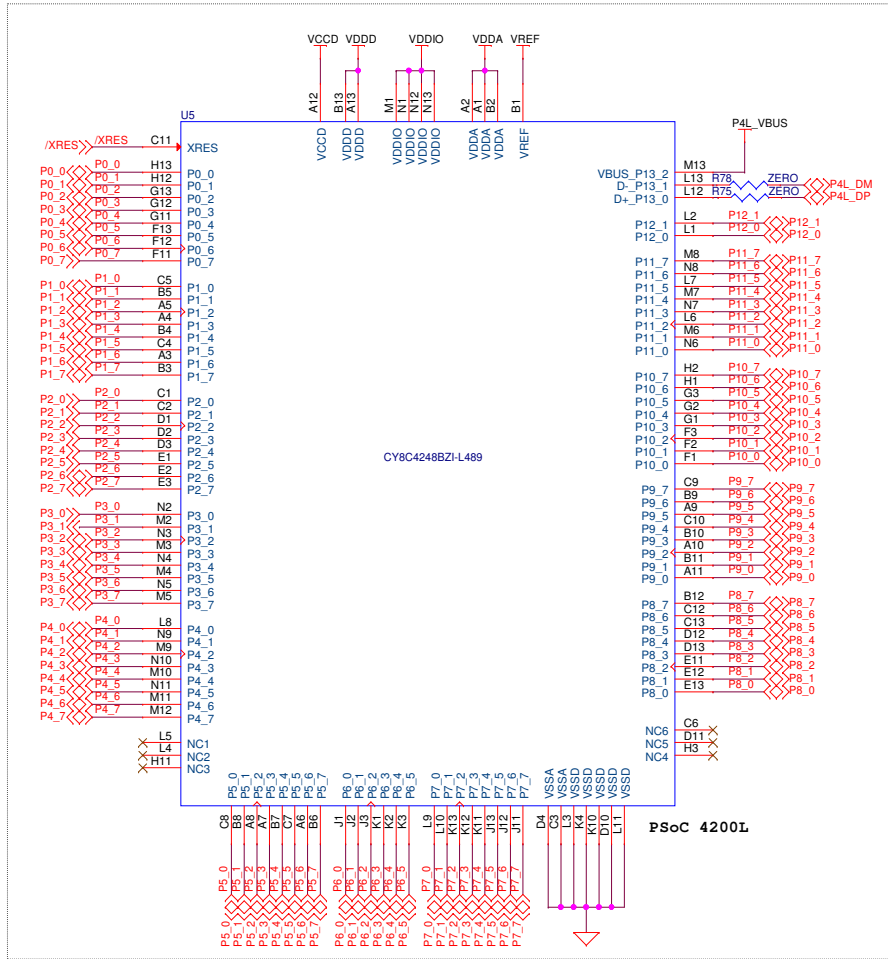 VCCD VDDD VDDIO VDDA VREF
A12 B13 A13 M1 N1 N12 N13 A2 A1 B2 B1
U5
VCCD VDDD VDDD VDDIO VDDIO VDDIO VDDIO VDDA VDDA VDDA VREF
P4L_VBUS
/XRES /XRES C11 XRES
P0_0 P0_0 H13 P0_0
P0_1 P0_1 H12 P0_1
P0_2 P0_2 G13 P0_2
P0_3 P0_3 G12 P0_3
P0_4 P0_4 G11 P0_4
P0_5 P0_5 F13 P0_5
P0_6 P0_6 F12 P0_6
P0_7 P0_7 F11 P0_7
P1_0 P1_0 C5 P1_0
P1_1 P1_1 B5 P1_1
P1_2 P1_2 A5 P1_2
P1_3 P1_3 A4 P1_3
P1_4 P1_4 B4 P1_4
P1_5 P1_5 C4 P1_5
P1_6 P1_6 A3 P1_6
P1_7 P1_7 B3 P1_7
P2_0 P2_0 C1 P2_0
P2_1 P2_1 C2 P2_1
P2_2 P2_2 D1 P2_2
P2_3 P2_3 D2 P2_3
P2_4 P2_4 D3 P2_4
P2_5 P2_5 E1 P2_5
P2_6 P2_6 E2 P2_6
P2_7 P2_7 E3 P2_7
P3_0 P3_0 N2 P3_0
P3_1 P3_1 M2 P3_1
P3_2 P3_2 N3 P3_2
P3_3 P3_3 M3 P3_3
P3_4 P3_4 N4 P3_4
P3_5 P3_5 M4 P3_5
P3_6 P3_6 N5 P3_6
P3_7 P3_7 M5 P3_7
P4_0 P4_0 L8 P4_0
P4_1 P4_1 N9 P4_1
P4_2 P4_2 M9 P4_2
P4_3 P4_3 N10 P4_3
P4_4 P4_4 M10 P4_4
P4_5 P4_5 N11 P4_5
P4_6 P4_6 M11 P4_6
P4_7 P4_7 M12 P4_7
L5 NC1
L4 NC2
H11 NC3
CY8C4248BZI-L489
VBUS_P13_2 M13
D-_P13_1 L13 R78 ZERO P4L_DM
D+_P13_0 L12 R75 ZERO P4L_DP
P12_1 L2 P12_1 P12_1
P12_0 L1 P12_0 P12_0
P11_7 M8 P11_7 P11_7
P11_6 N8 P11_6 P11_6
P11_5 L7 P11_5 P11_5
P11_4 M7 P11_4 P11_4
P11_3 N7 P11_3 P11_3
P11_2 L6 P11_2 P11_2
P11_1 M6 P11_1 P11_1
P11_0 N6 P11_0 P11_0
P10_7 H2 P10_7 P10_7
P10_6 H1 P10_6 P10_6
P10_5 G3 P10_5 P10_5
P10_4 G2 P10_4 P10_4
P10_3 G1 P10_3 P10_3
P10_2 F3 P10_2 P10_2
P10_1 F2 P10_1 P10_1
P10_0 F1 P10_0 P10_0
P9_7 C9 P9_7 P9_7
P9_6 B9 P9_6 P9_6
P9_5 A9 P9_5 P9_5
P9_4 C10 P9_4 P9_4
P9_3 B10 P9_3 P9_3
P9_2 A10 P9_2 P9_2
P9_1 B11 P9_1 P9_1
P9_0 A11 P9_0 P9_0
P8_7 B12 P8_7 P8_7
P8_6 C12 P8_6 P8_6
P8_5 C13 P8_5 P8_5
P8_4 D12 P8_4 P8_4
P8_3 D13 P8_3 P8_3
P8_2 E11 P8_2 P8_2
P8_1 E12 P8_1 P8_1
P8_0 E13 P8_0 P8_0
NC6 C6
NC5 D11
NC4 H3
P5_0 P5_1 P5_2 P5_3 P5_4 P5_5 P5_6 P5_7 P6_0 P6_1 P6_2 P6_3 P6_4 P6_5 P7_0 P7_1 P7_2 P7_3 P7_4 P7_5 P7_6 P7_7 VSSA VSSA VSSD VSSD VSSD VSSD VSSD
C8 B8 A8 A7 B7 C7 A6 B6 J1 J2 J3 K1 K2 K3 L9 L10 K13 K12 K11 J13 J12 J11 D4 C3 L3 K4 K10 D10 L11
PSoC 4200L
P5_0 P5_1 P5_2 P5_3 P5_4 P5_5 P5_6 P5_7 P6_0 P6_1 P6_2 P6_3 P6_4 P6_5 P7_0 P7_1 P7_2 P7_3 P7_4 P7_5 P7_6 P7_7
P5_0 P5_1 P5_2 P5_3 P5_4 P5_5 P5_6 P5_7 P6_0 P6_1 P6_2 P6_3 P6_4 P6_5 P7_0 P7_1 P7_2 P7_3 P7_4 P7_5 P7_6 P7_7